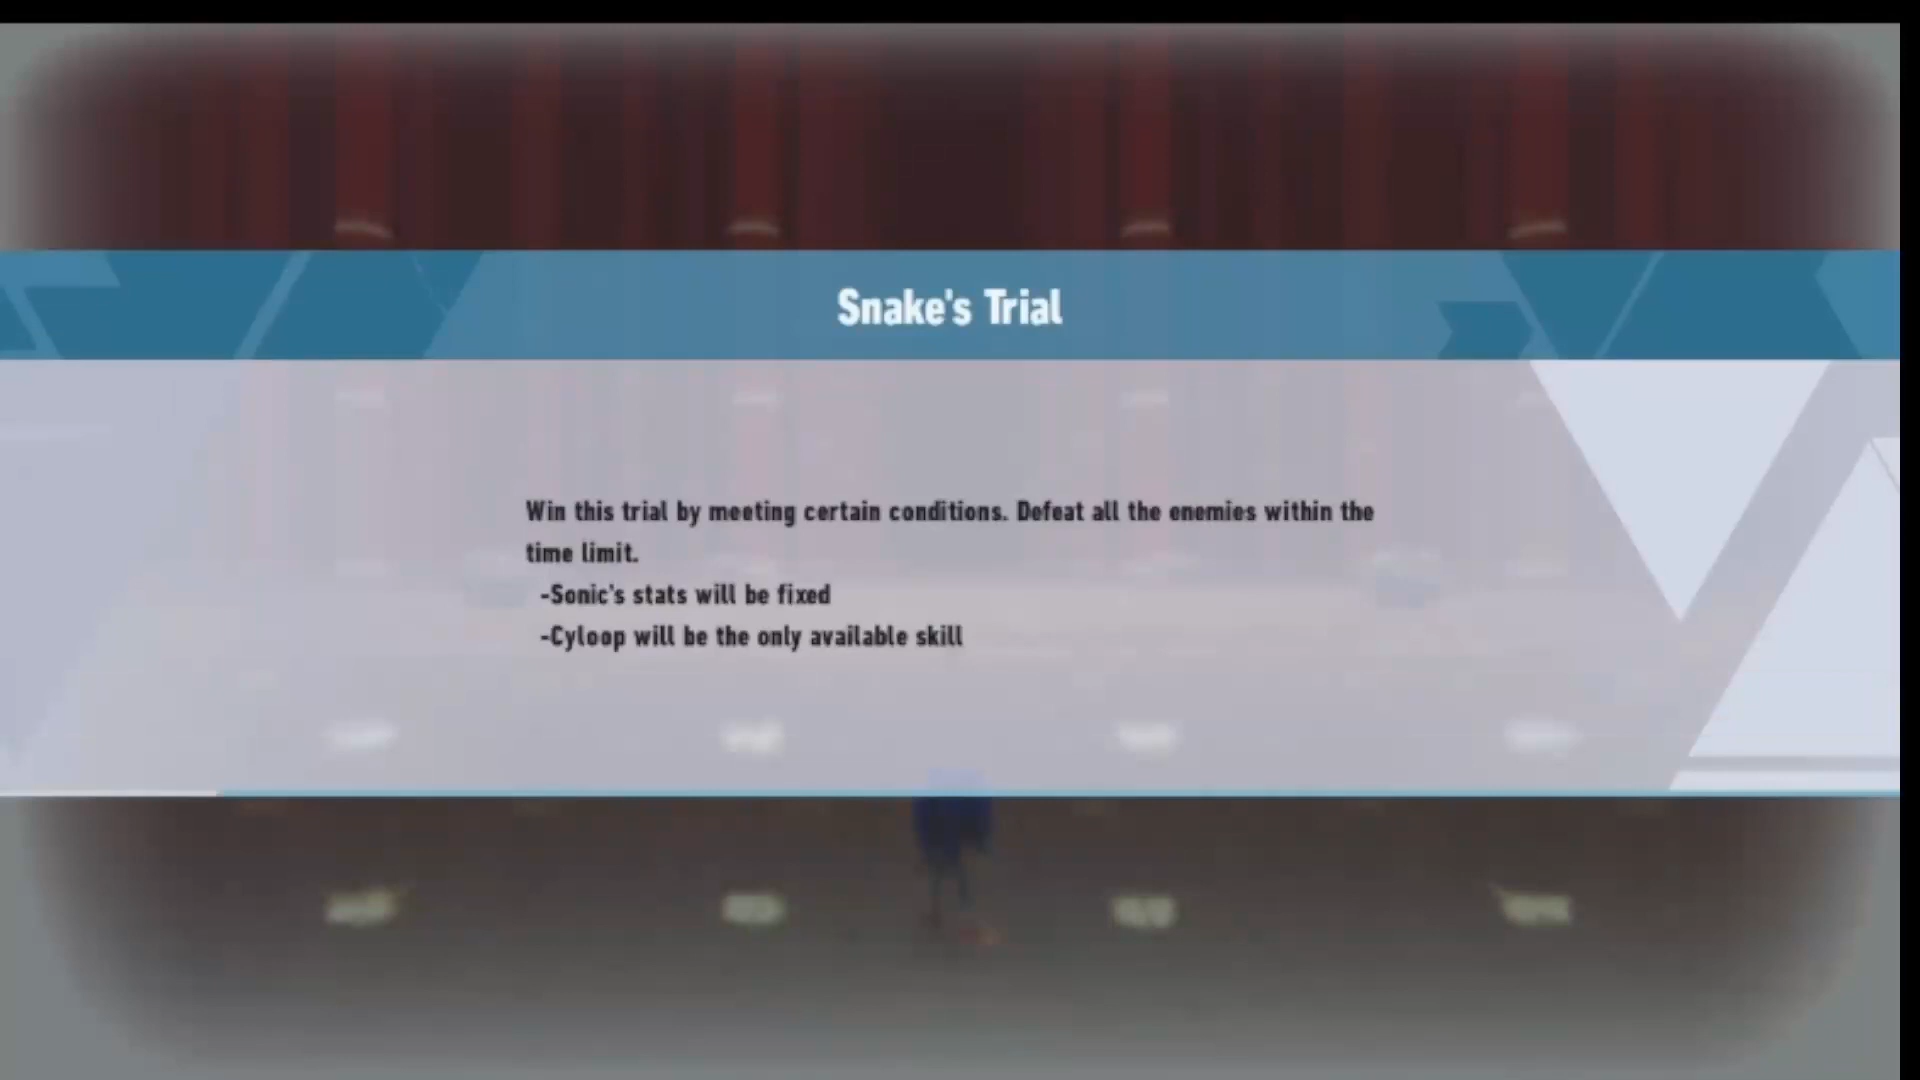 Snake's Trial
Win this trial by meeting certain conditions. Defeat all the enemies within the
time limit.
-Sonic's stats will be fixed
-Cyloop will be the only available skill